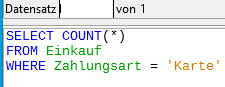 Datensatz von 1
SELECT COUNT(*)
FROM Einkauf
WHERE Zahlungsart = 'Karte'